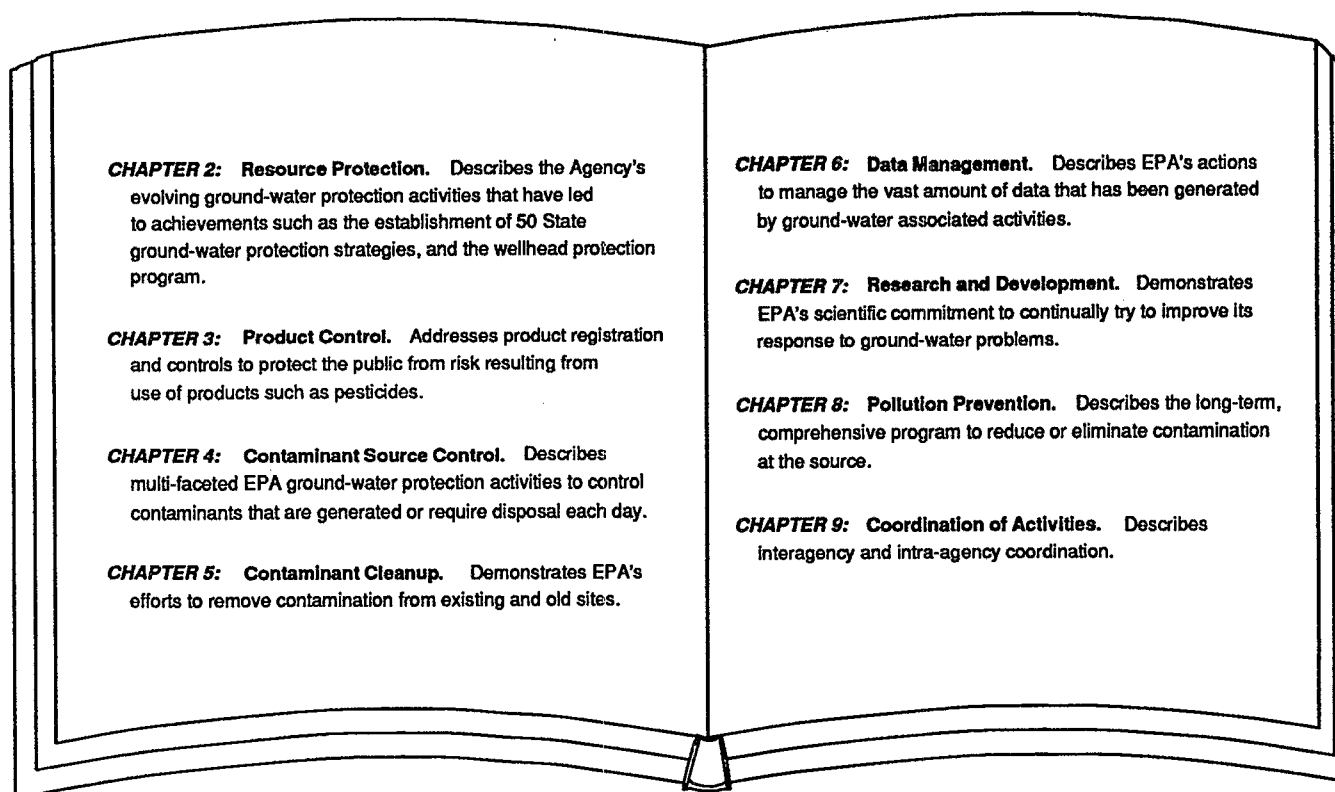 CHAPTER 2: Resource Protection. Describes the Agency's
evolving ground-water protection activities that have led
to achievements such as the establishment of 50 State
ground-water protection strategies, and the wellhead protection
program.
CHAPTER 3: Product Control. Addresses product registration
and controls to protect the public from risk resulting from
use of products such as pesticides.
CHAPTER 4: Contaminant Source Control. Describes
multi-faceted EPA ground-water protection activities to control
contaminants that are generated or require disposal each day.
CHAPTER 5: Contaminant Cleanup. Demonstrates EPA's
efforts to remove contamination from existing and old sites.
CHAPTER 6: Data Management. Describes EPA's actions
to manage the vast amount of data that has been generated
by ground-water associated activities.
CHAPTER 7: Research and Development. Demonstrates
EPA's scientific commitment to continually try to improve its
response to ground-water problems.
CHAPTER 8: Pollution Prevention. Describes the long-term,
comprehensive program to reduce or eliminate contamination
at the source.
CHAPTER 9: Coordination of Activities. Describes
interagency and intra-agency coordination.